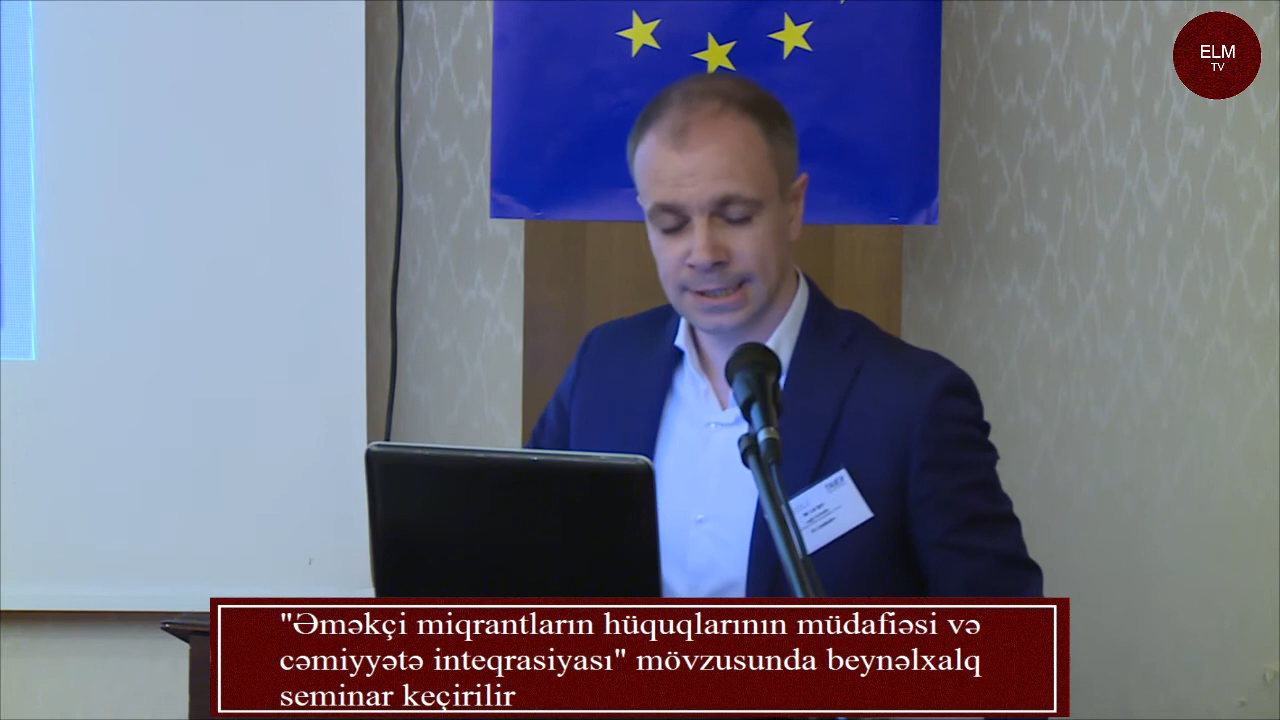 ELM
TV
"Əməkçi miqrantların hüquqlarının müdafiəsi və
cəmiyyətə inteqrasiyası" mövzusunda beynəlxalq
seminar keçirilir